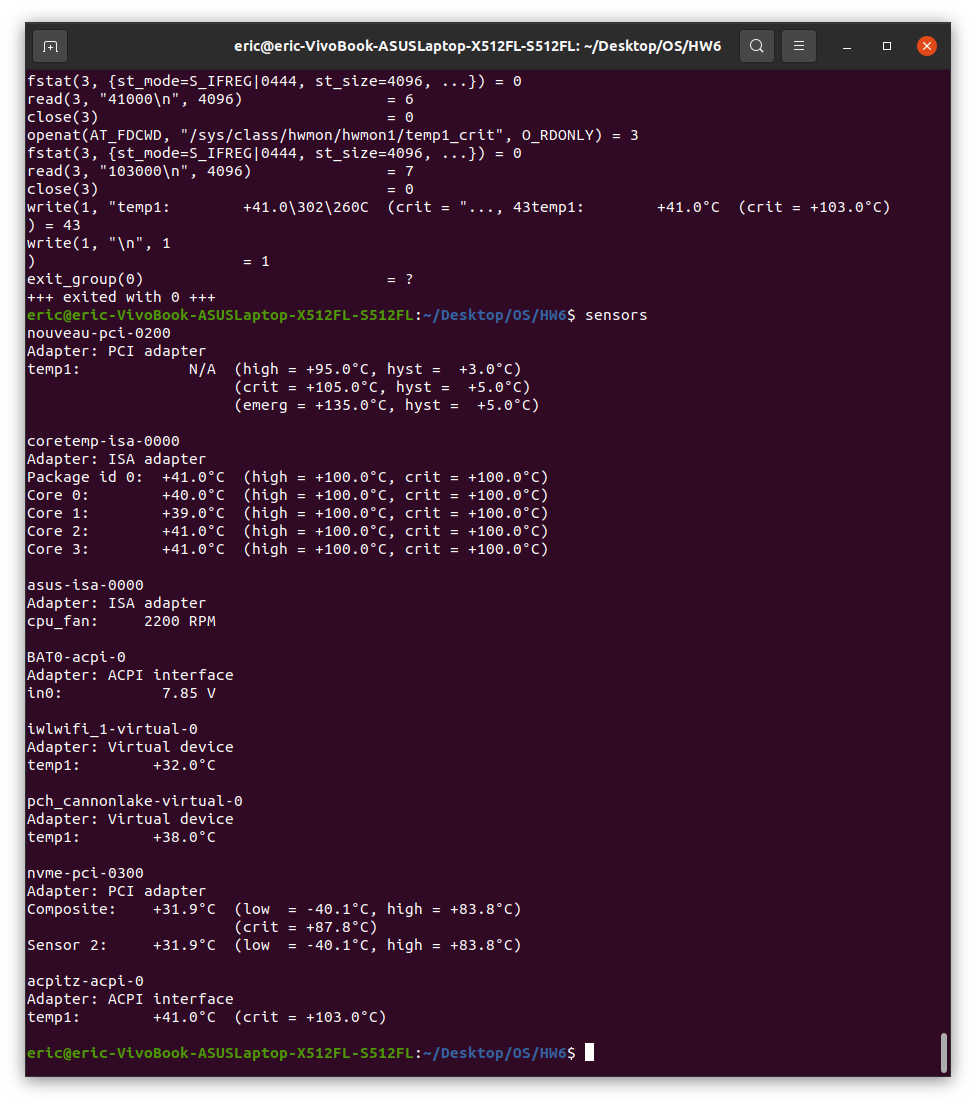 eric@eric-VivoBook-ASUSLaptop-X512FL-S512FL: ~/Desktop/OS/HW6
fstat(3, {st_mode=S_IFREG|0444, st_size=4096, ...}) = 0
read(3, "41000\n", 4096)                = 6
close(3)                                = 0
openat(AT_FDCWD, "/sys/class/hwmon/hwmon1/temp1_crit", O_RDONLY) = 3
fstat(3, {st_mode=S_IFREG|0444, st_size=4096, ...}) = 0
read(3, "103000\n", 4096)               = 7
close(3)                                = 0
write(1, "temp1:        +41.0\302\260C  (crit = "..., 43temp1:        +41.0°C  (crit = +103.0°C)
) = 43
write(1, "\n", 1
)                       = 1
exit_group(0)                           = ?
+++ exited with 0 +++
eric@eric-VivoBook-ASUSLaptop-X512FL-S512FL:~/Desktop/OS/HW6$ sensors
nouveau-pci-0200
Adapter: PCI adapter
temp1:            N/A  (high = +95.0°C, hyst =  +3.0°C)
                       (crit = +105.0°C, hyst =  +5.0°C)
                       (emerg = +135.0°C, hyst =  +5.0°C)

coretemp-isa-0000
Adapter: ISA adapter
Package id 0:  +41.0°C  (high = +100.0°C, crit = +100.0°C)
Core 0:        +40.0°C  (high = +100.0°C, crit = +100.0°C)
Core 1:        +39.0°C  (high = +100.0°C, crit = +100.0°C)
Core 2:        +41.0°C  (high = +100.0°C, crit = +100.0°C)
Core 3:        +41.0°C  (high = +100.0°C, crit = +100.0°C)

asus-isa-0000
Adapter: ISA adapter
cpu_fan:     2200 RPM

BAT0-acpi-0
Adapter: ACPI interface
in0:           7.85 V

iwlwifi_1-virtual-0
Adapter: Virtual device
temp1:        +32.0°C

pch_cannonlake-virtual-0
Adapter: Virtual device
temp1:        +38.0°C

nvme-pci-0300
Adapter: PCI adapter
Composite:    +31.9°C  (low  = -40.1°C, high = +83.8°C)
                       (crit = +87.8°C)
Sensor 2:     +31.9°C  (low  = -40.1°C, high = +83.8°C)

acpitz-acpi-0
Adapter: ACPI interface
temp1:        +41.0°C  (crit = +103.0°C)

eric@eric-VivoBook-ASUSLaptop-X512FL-S512FL:~/Desktop/OS/HW6$